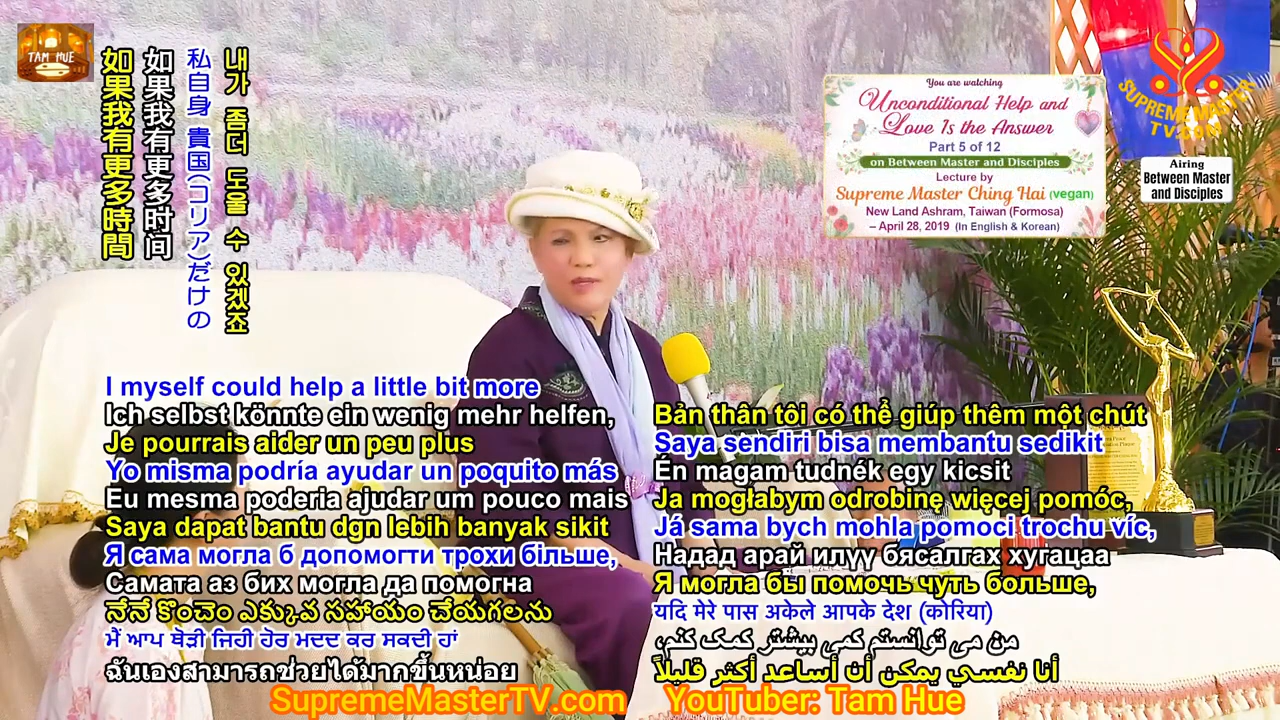 TAM HUE
如果我有更多時間
如果我有更多时间
私自身 貴国(コリア)だけの
내가 좀더 도울 수 있겠죠
You are watching
Unconditional Help and
Love Is the Answer
Part 5 of 12
on Between Master and Disciples
Lecture by
Supreme Master Ching Hai (vegan)
New Land Ashram, Taiwan (Formosa)
– April 28, 2019 (In English & Korean)
SUPREMEMASTER
TV.COM
Airing
Between Master
and Disciples
I myself could help a little bit more
Ich selbst könnte ein wenig mehr helfen,
Je pourrais aider un peu plus
Yo misma podría ayudar un poquito más
Eu mesma poderia ajudar um pouco mais
Saya dapat bantu dgn lebih banyak sikit
Я сама могла б допомогти трохи більше,
Самата аз бих могла да помогна
నేనే కొంచెం ఎక్కువ సహాయం చేయగలను
ਮੈਂ ਆਪ ਥੋੜੀ ਜਿਹੀ ਹੋਰ ਮਦਦ ਕਰ ਸਕਦੀ ਹਾਂ
ฉันเองสามารถช่วยได้มากขึ้นหน่อย
Bản thân tôi có thể giúp thêm một chút
Saya sendiri bisa membantu sedikit
Én magam tudnék egy kicsit
Ja mogłabym odrobinę więcej pomóc,
Já sama bych mohla pomoci trochu víc,
Надад арай илүү бясалгах хугацаа
Я могла бы помочь чуть больше,
यदि मेरे पास अकेले आपके देश (कोरिया)
من می توانستم کمی بیشتر کمک کنم،
أنا نفسي يمكن أن أساعد أكثر قليلاً
SupremeMasterTV.com
YouTuber: Tam Hue